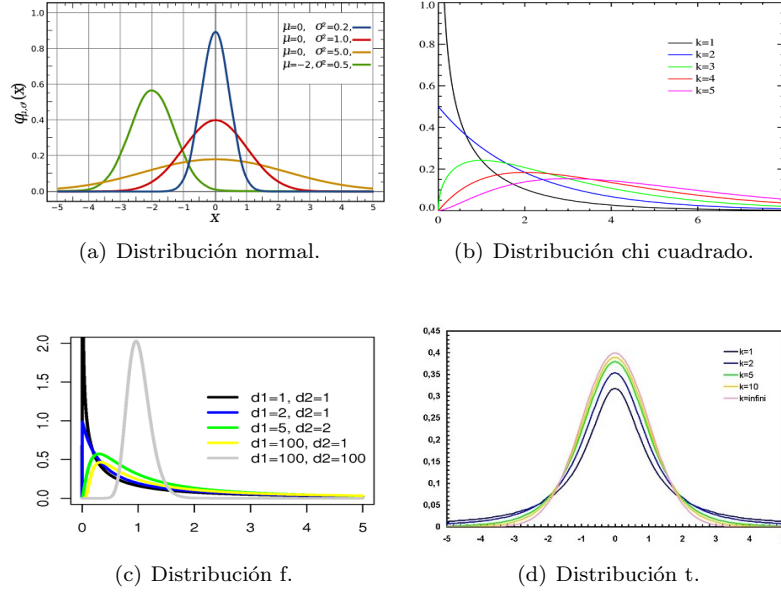 1.0
0.8
0.6
0.4
0.2
0.0
φμ,σ(x)
μ=0, σ²=0.2,
μ=0, σ²=1.0,
μ=0, σ²=5.0,
μ=−2, σ²=0.5,
−5 −4 −3 −2 −1 0 1 2 3 4 5
x
(a) Distribución normal.
1.0
0.8
0.6
0.4
0.2
0.0
k=1
k=2
k=3
k=4
k=5
0 2 4 6
(b) Distribución chi cuadrado.
2.0
1.5
1.0
0.5
0.0
d1=1, d2=1
d1=2, d2=1
d1=5, d2=2
d1=100, d2=1
d1=100, d2=100
0 1 2 3 4 5
(c) Distribución f.
0,45
0,4
0,35
0,3
0,25
0,2
0,15
0,1
0,05
0
k=1
k=2
k=5
k=10
k=infini
-5 -4 -3 -2 -1 0 1 2 3 4
(d) Distribución t.